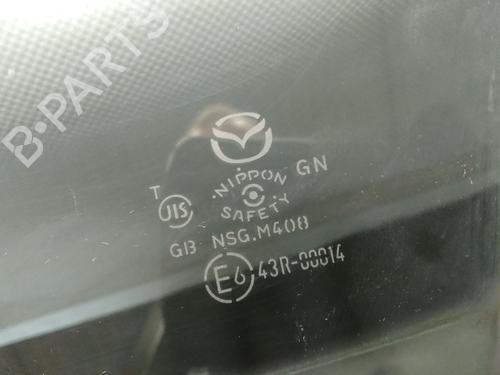 B-PARTS
T
JIS
NIPPON
SAFETY
GN
GB NSG.M408
E6 43R-00014